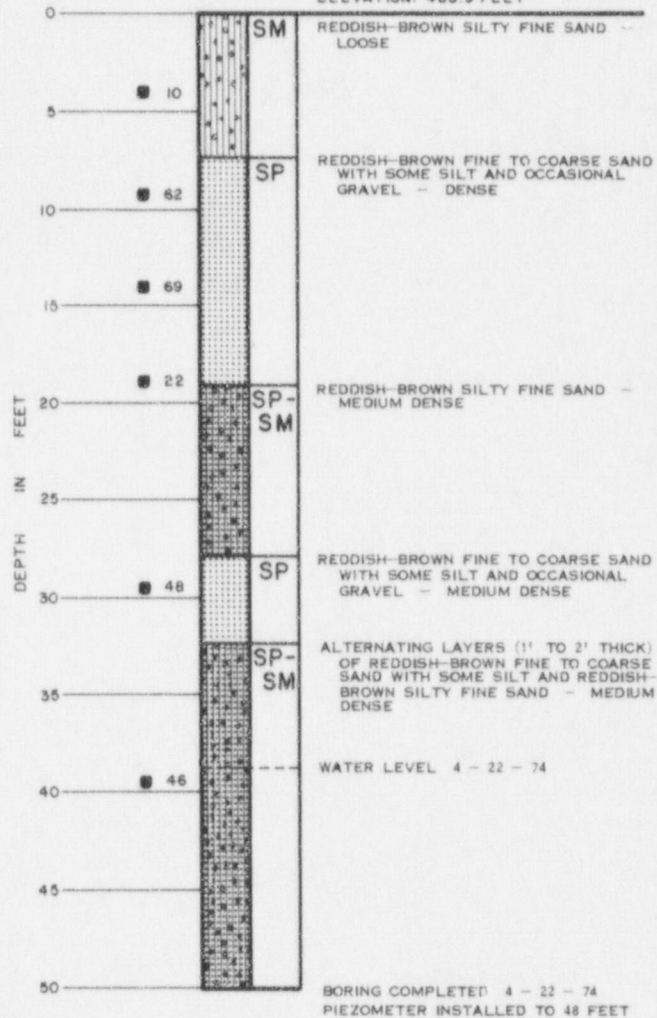 0
SM
REDDISH-BROWN SILTY FINE SAND -
LOOSE
10
5
SP
REDDISH-BROWN FINE TO COARSE SAND
WITH SOME SILT AND OCCASIONAL
GRAVEL - DENSE
62
10
69
15
22
SP-
SM
REDDISH-BROWN SILTY FINE SAND -
MEDIUM DENSE
20
25
DEPTH IN FEET
SP
REDDISH-BROWN FINE TO COARSE SAND
WITH SOME SILT AND OCCASIONAL
GRAVEL - MEDIUM DENSE
48
30
SP-
SM
ALTERNATING LAYERS (1' TO 2' THICK)
OF REDDISH-BROWN FINE TO COARSE
SAND WITH SOME SILT AND REDDISH-
BROWN SILTY FINE SAND - MEDIUM
DENSE
35
WATER LEVEL 4 - 22 - 74
46
40
45
50
BORING COMPLETED 4 - 22 - 74
PIEZOMETER INSTALLED TO 48 FEET